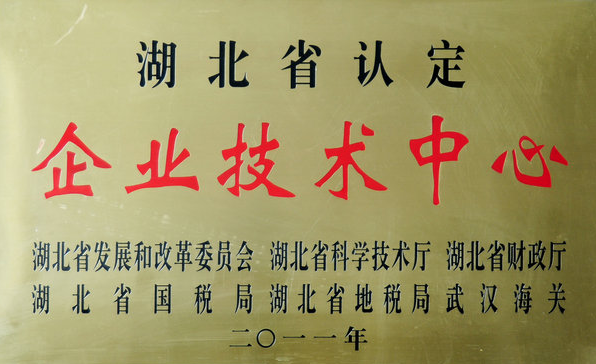 湖北省认定
企业技术中心
湖北省发展和改革委员会 湖北省科学技术厅 湖北省财政厅
湖北省国税局 湖北省地税局 武汉海关
二〇一一年